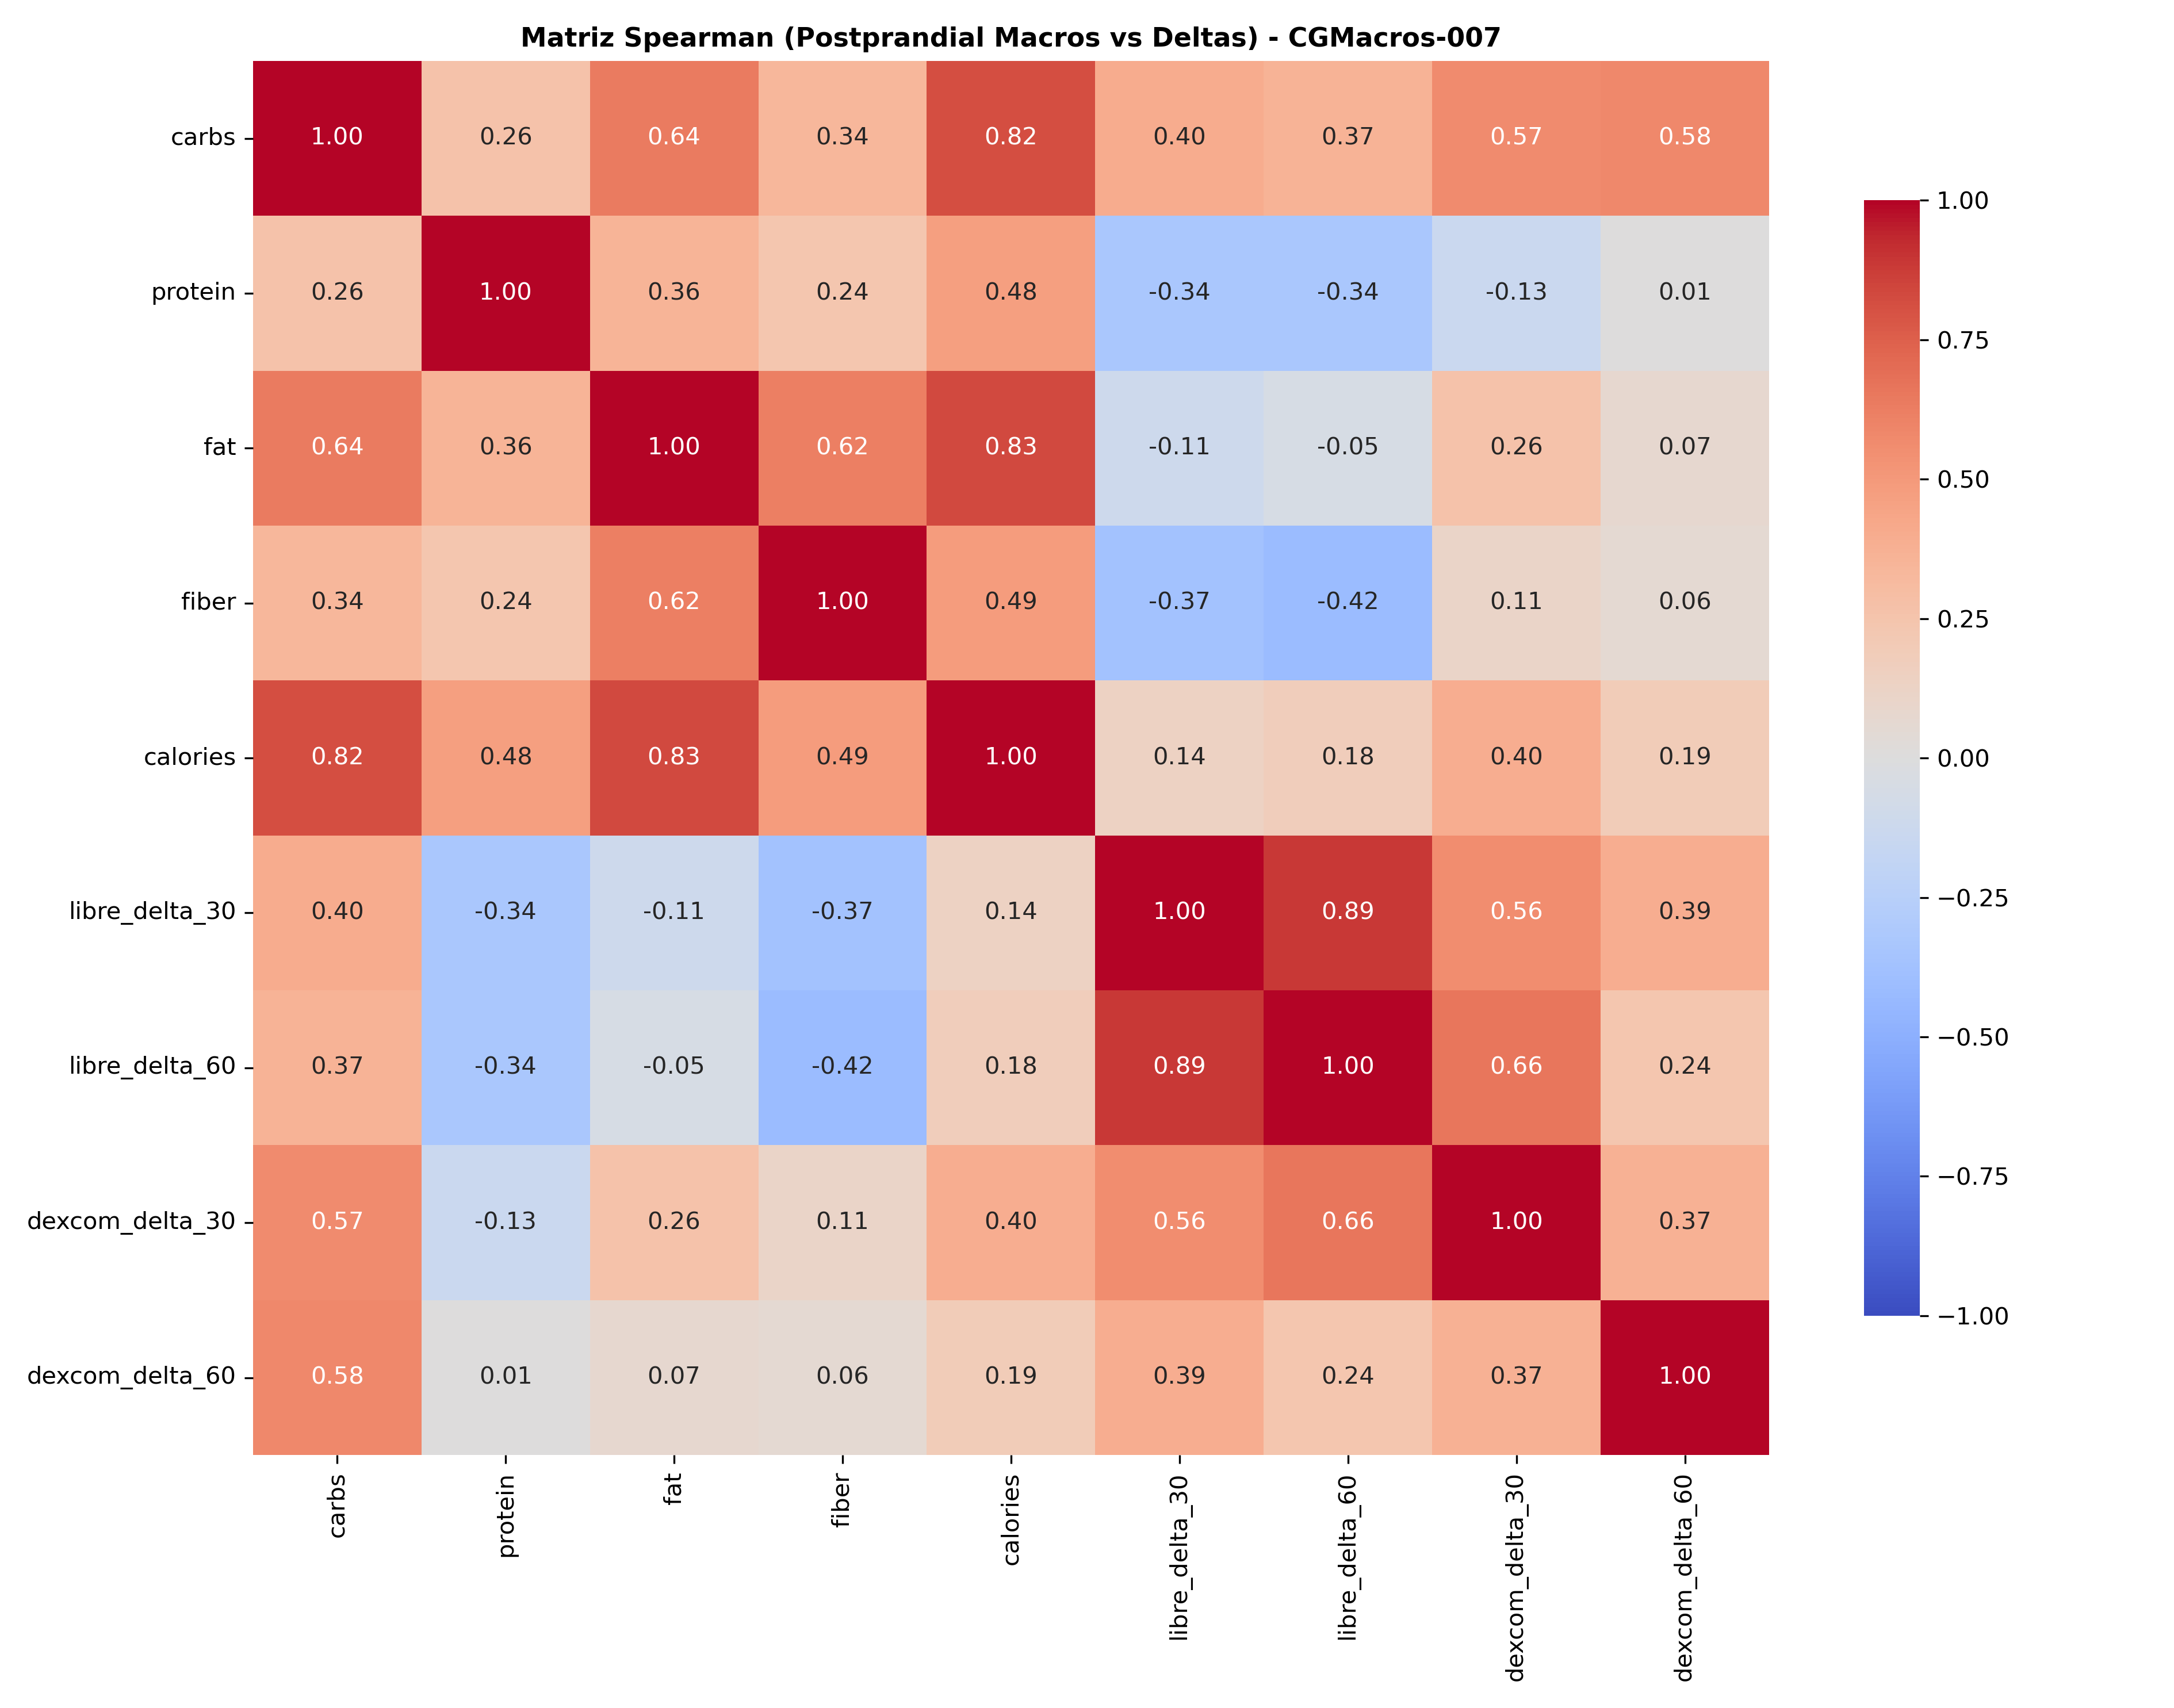 Matriz Spearman (Postprandial Macros vs Deltas) - CGMacros-007
carbs 1.00 0.26 0.64 0.34 0.82 0.40 0.37 0.57 0.58
protein 0.26 1.00 0.36 0.24 0.48 -0.34 -0.34 -0.13 0.01
fat 0.64 0.36 1.00 0.62 0.83 -0.11 -0.05 0.26 0.07
fiber 0.34 0.24 0.62 1.00 0.49 -0.37 -0.42 0.11 0.06
calories 0.82 0.48 0.83 0.49 1.00 0.14 0.18 0.40 0.19
libre_delta_30 0.40 -0.34 -0.11 -0.37 0.14 1.00 0.89 0.56 0.39
libre_delta_60 0.37 -0.34 -0.05 -0.42 0.18 0.89 1.00 0.66 0.24
dexcom_delta_30 0.57 -0.13 0.26 0.11 0.40 0.56 0.66 1.00 0.37
dexcom_delta_60 0.58 0.01 0.07 0.06 0.19 0.39 0.24 0.37 1.00
carbs protein fat fiber calories libre_delta_30 libre_delta_60 dexcom_delta_30 dexcom_delta_60
1.00
0.75
0.50
0.25
0.00
−0.25
−0.50
−0.75
−1.00